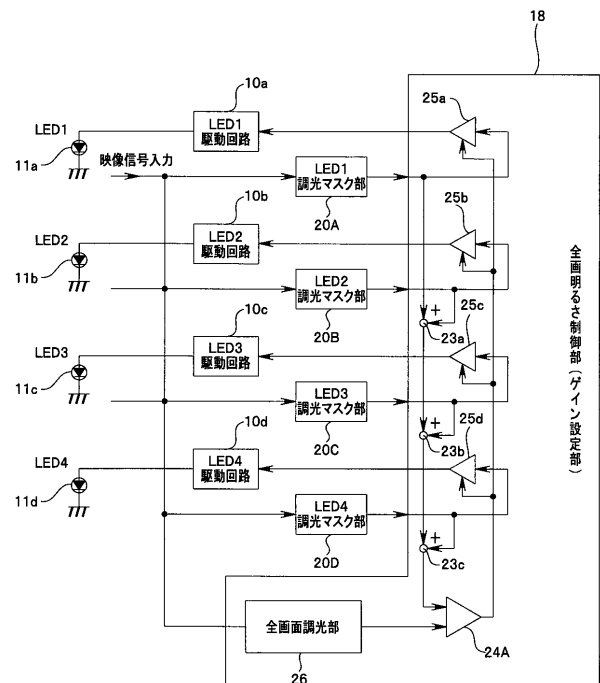 18
10a
25a
LED1
LED1
駆動回路
11a
映像信号入力
LED1
調光マスク部
20A
10b
25b
LED2
LED2
駆動回路
11b
LED2
調光マスク部
20B
+
23a
10c
25c
LED3
LED3
駆動回路
11c
LED3
調光マスク部
20C
+
23b
10d
25d
LED4
LED4
駆動回路
11d
LED4
調光マスク部
20D
+
23c
全画面調光部
26
24A
全画明るさ制御部(ゲイン設定部)